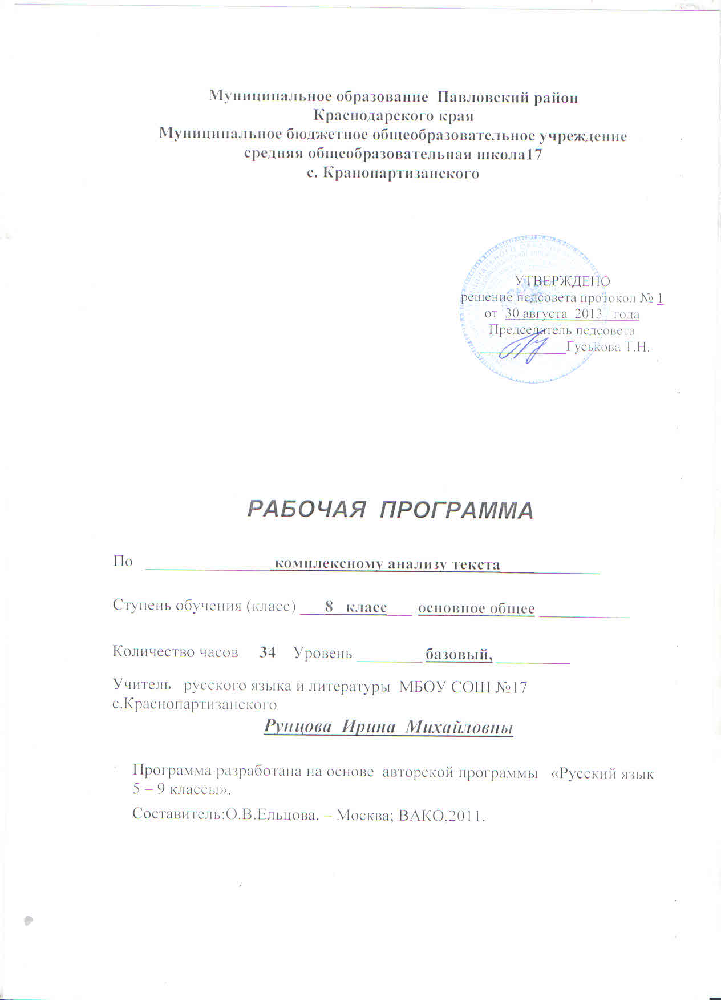 Муниципальное образование Павловский район
Краснодарского края
Муниципальное бюджетное общеобразовательное учреждение
средняя общеобразовательная школа17
с. Кранопартизанского
УТВЕРЖДЕНО
решение педсовета протокол № 1
от 30 августа 2013 года
Председатель педсовета
____________Гуськова Т.Н.
РАБОЧАЯ ПРОГРАММА
По комплексному анализу текста
Ступень обучения (класс) 8 класс основное общее
Количество часов 34 Уровень базовый,
Учитель русского языка и литературы МБОУ СОШ №17
с.Краснопартизанского
Рунцова Ирина Михайловны
Программа разработана на основе авторской программы «Русский язык
5 – 9 классы».
Составитель:О.В.Ельцова. – Москва; ВАКО,2011.